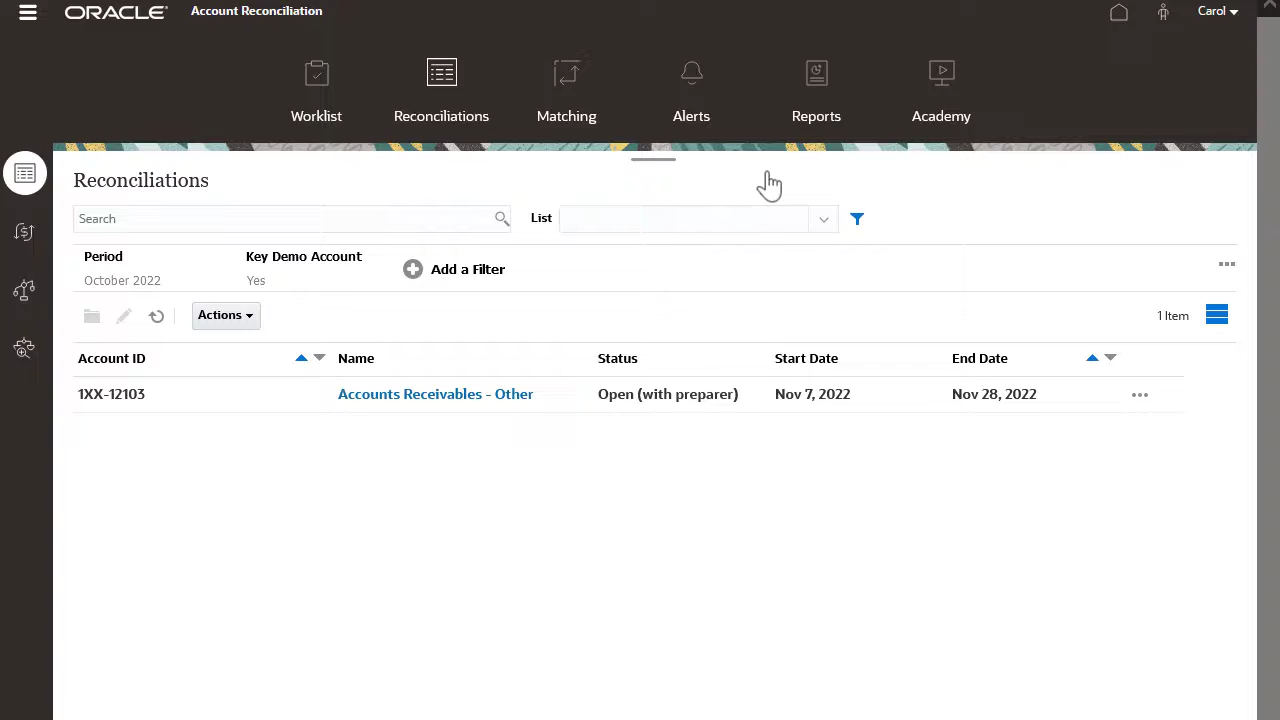 ORACLE Account Reconciliation Carol
Worklist Reconciliations Matching Alerts Reports Academy
Reconciliations
Search List
Period Key Demo Account Add a Filter
October 2022 Yes
Actions 1 Item
Account ID Name Status Start Date End Date
1XX-12103 Accounts Receivables - Other Open (with preparer) Nov 7, 2022 Nov 28, 2022